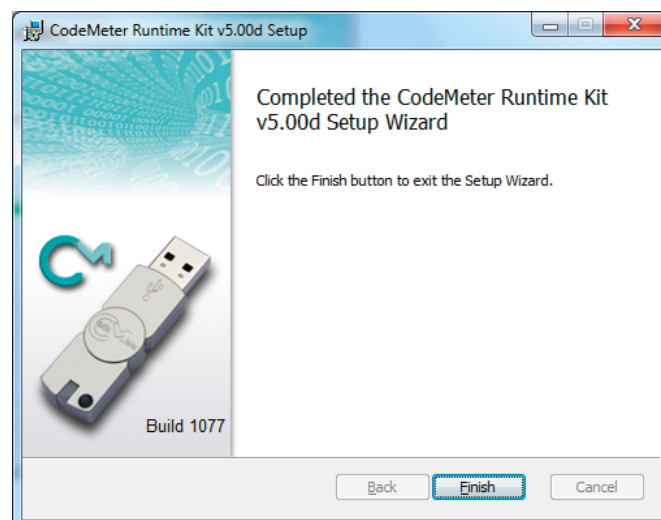 CodeMeter Runtime Kit v5.00d Setup
Completed the CodeMeter Runtime Kit
v5.00d Setup Wizard
Click the Finish button to exit the Setup Wizard.
Build 1077
Back
Finish
Cancel